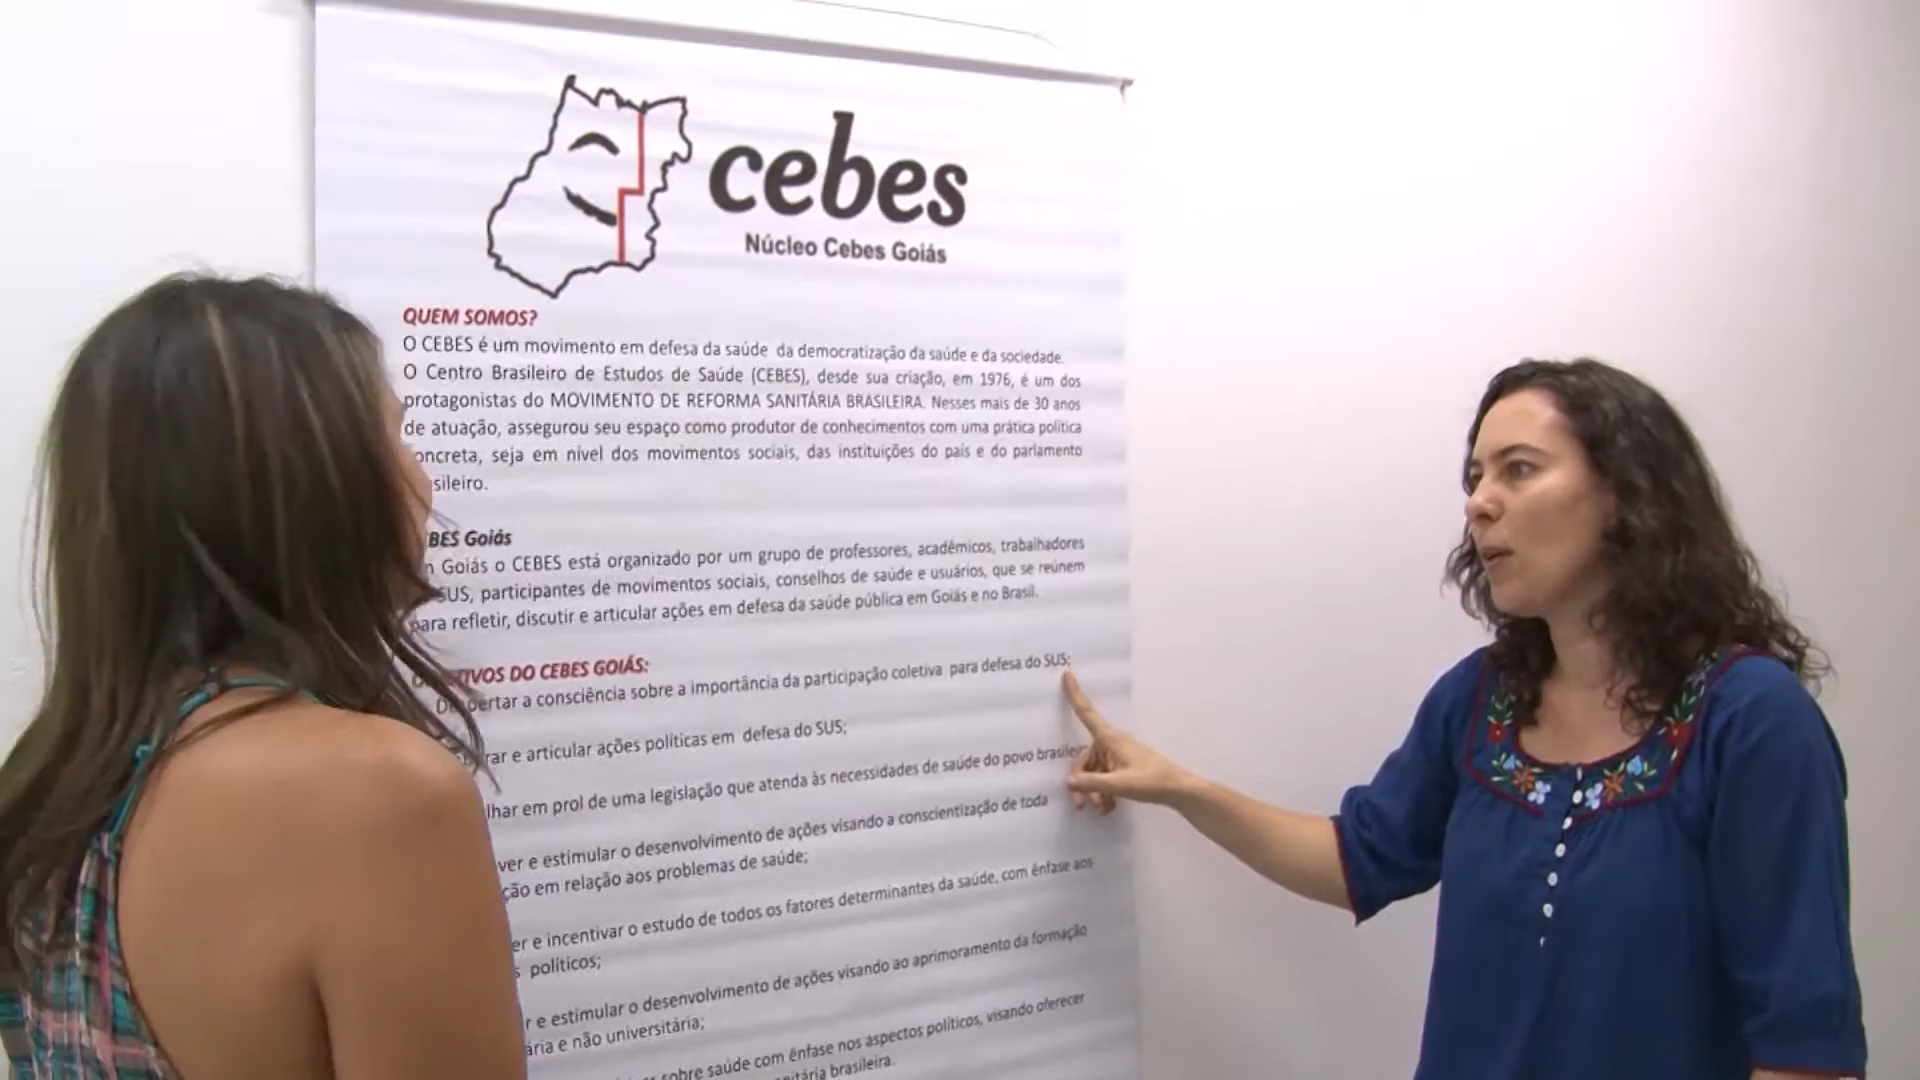 cebes
Núcleo Cebes Goiás
QUEM SOMOS?
O CEBES é um movimento em defesa da saúde da democratização da saúde e da sociedade.
O Centro Brasileiro de Estudos de Saúde (CEBES), desde sua criação, em 1976, é um dos
protagonistas do MOVIMENTO DE REFORMA SANITÁRIA BRASILEIRA. Nesses mais de 30 anos
de atuação, assegurou seu espaço como produtor de conhecimentos com uma prática política
oncreta, seja em nível dos movimentos sociais, das instituições do país e do parlamento
sileiro.
BES Goiás
Goiás o CEBES está organizado por um grupo de professores, acadêmicos, trabalhadores
SUS, participantes de movimentos sociais, conselhos de saúde e usuários, que se reúnem
para refletir, discutir e articular ações em defesa da saúde pública em Goiás e no Brasil.
TIVOS DO CEBES GOIÁS:
pertar a consciência sobre a importância da participação coletiva para defesa do SUS;
rar e articular ações políticas em defesa do SUS;
lhar em prol de uma legislação que atenda às necessidades de saúde do povo brasileir
ver e estimular o desenvolvimento de ações visando a conscientização de toda
ção em relação aos problemas de saúde;
er e incentivar o estudo de todos os fatores determinantes da saúde, com ênfase aos
s políticos;
r e estimular o desenvolvimento de ações visando ao aprimoramento da formação
ária e não universitária;
sobre saúde com ênfase nos aspectos políticos, visando oferecer
nitária brasileira.